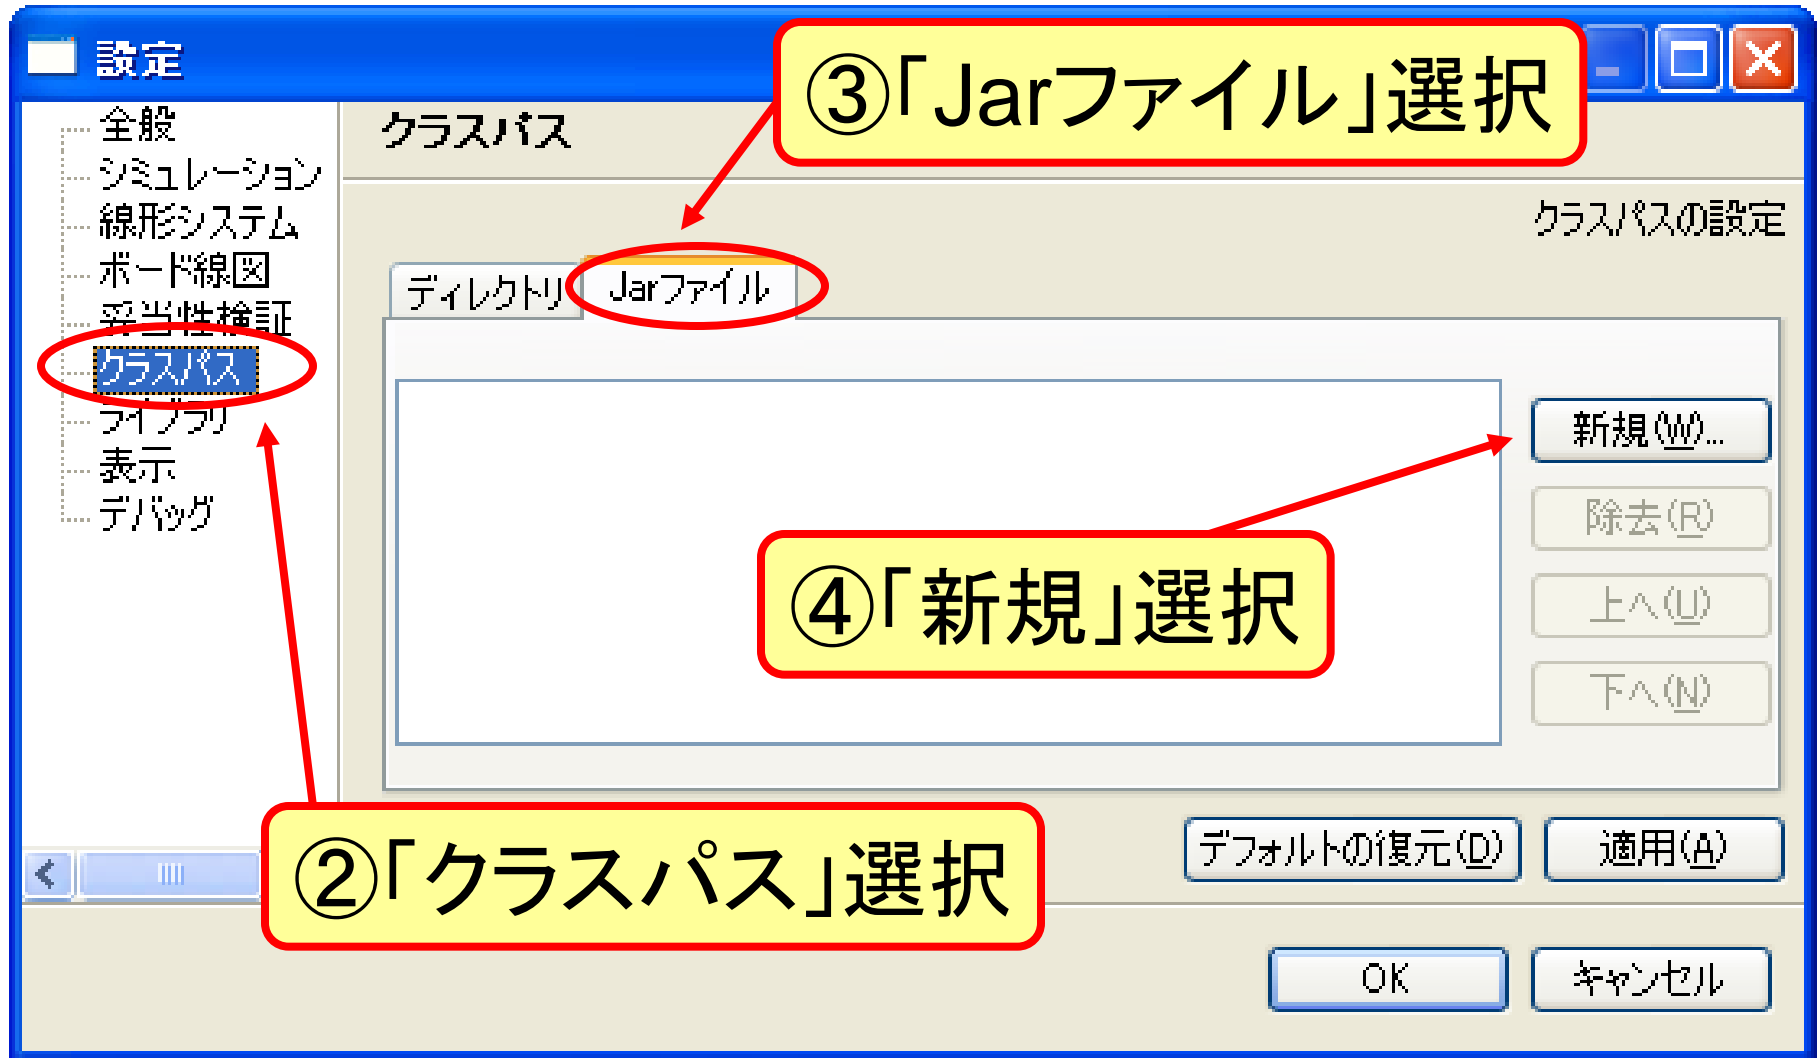 設定
③「Jarファイル」選択
全般
シミュレーション
線形システム
ボード線図
妥当性検証
クラスパス
ライブラリ
表示
デバッグ
クラスパス
クラスパスの設定
ディレクトリ
Jarファイル
新規(W)...
除去(R)
上へ(U)
下へ(N)
④「新規」選択
②「クラスパス」選択
デフォルトの復元(D)
適用(A)
OK
キャンセル